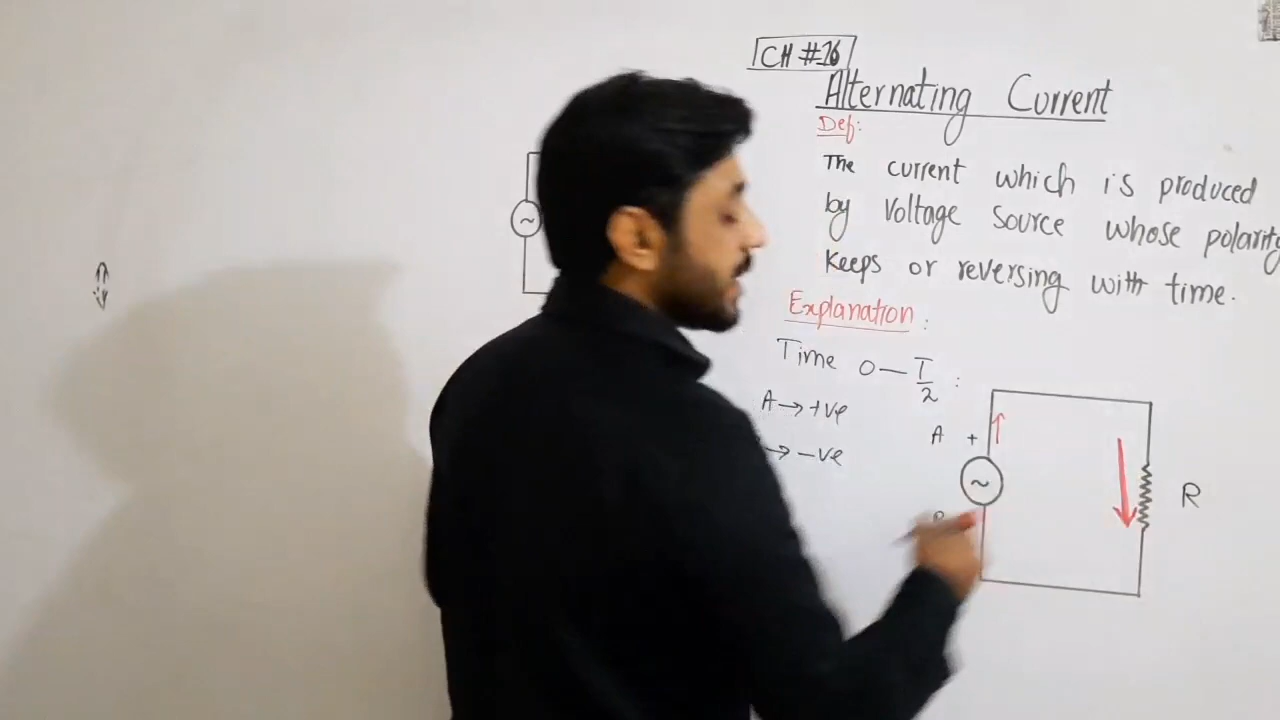 CH #16
Alternating Current
Def:
The current which is produced
by voltage source whose polarity
keeps or reversing with time.
Explanation:
Time 0—T/2:
A→+ve
→-ve
A +
~
~
R